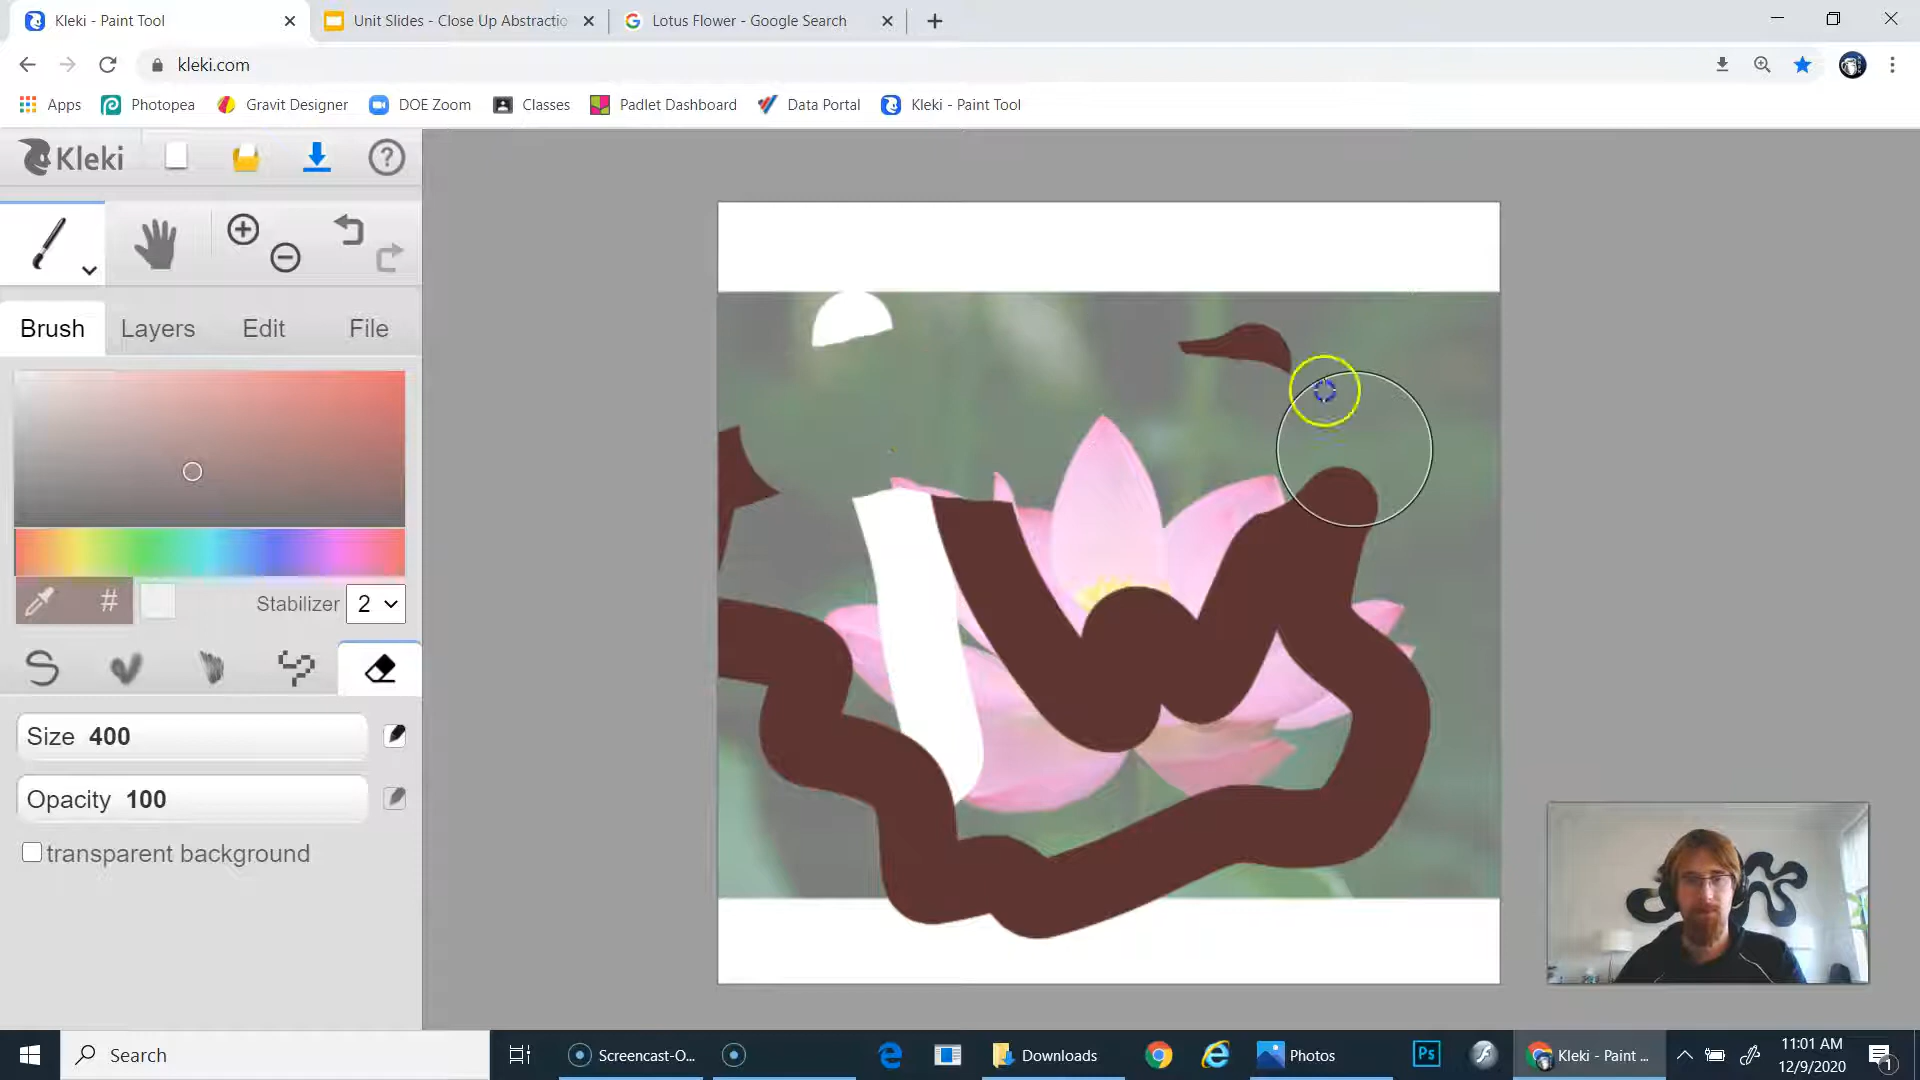 Kleki - Paint Tool
Unit Slides - Close Up Abstractio
Lotus Flower - Google Search
kleki.com
Apps
Photopea
Gravit Designer
DOE Zoom
Classes
Padlet Dashboard
Data Portal
Kleki - Paint Tool
Kleki
Brush
Layers
Edit
File
#
Stabilizer
2
Size 400
Opacity 100
transparent background
Search
Screencast-O...
Downloads
Photos
Ps
Kleki - Paint ...
11:01 AM
12/9/2020
1